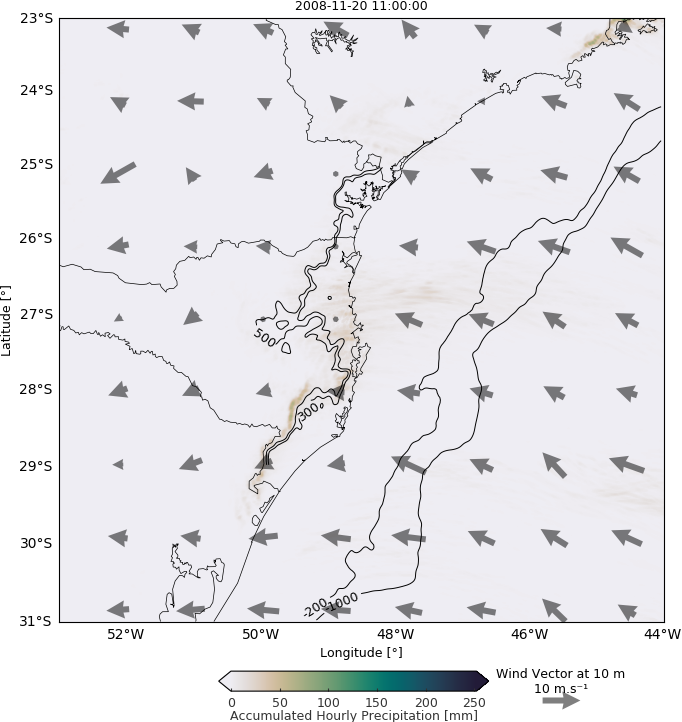 2008-11-20 11:00:00
23°S
24°S
25°S
26°S
27°S
28°S
29°S
30°S
31°S
Latitude [°]
500
300
-200
-1000
52°W 50°W 48°W 46°W 44°W
Longitude [°]
0 50 100 150 200 250
Accumulated Hourly Precipitation [mm]
Wind Vector at 10 m
10 m.s⁻¹